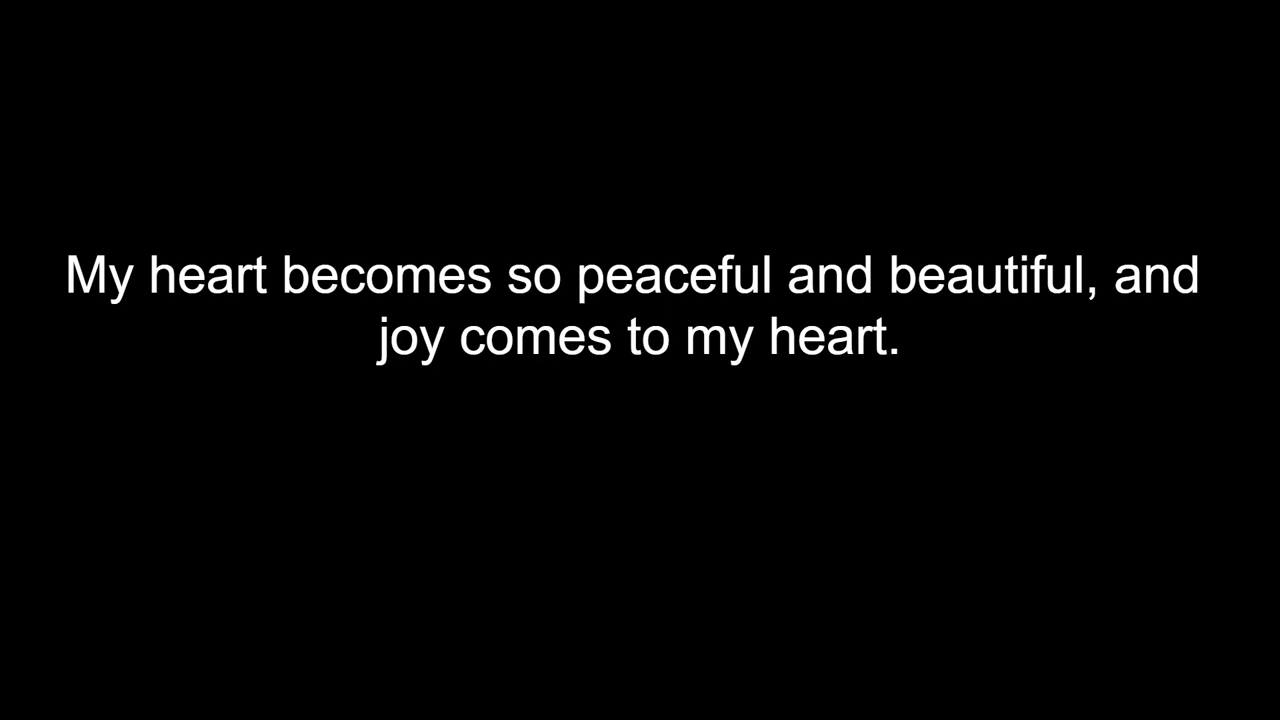 My heart becomes so peaceful and beautiful, and
joy comes to my heart.